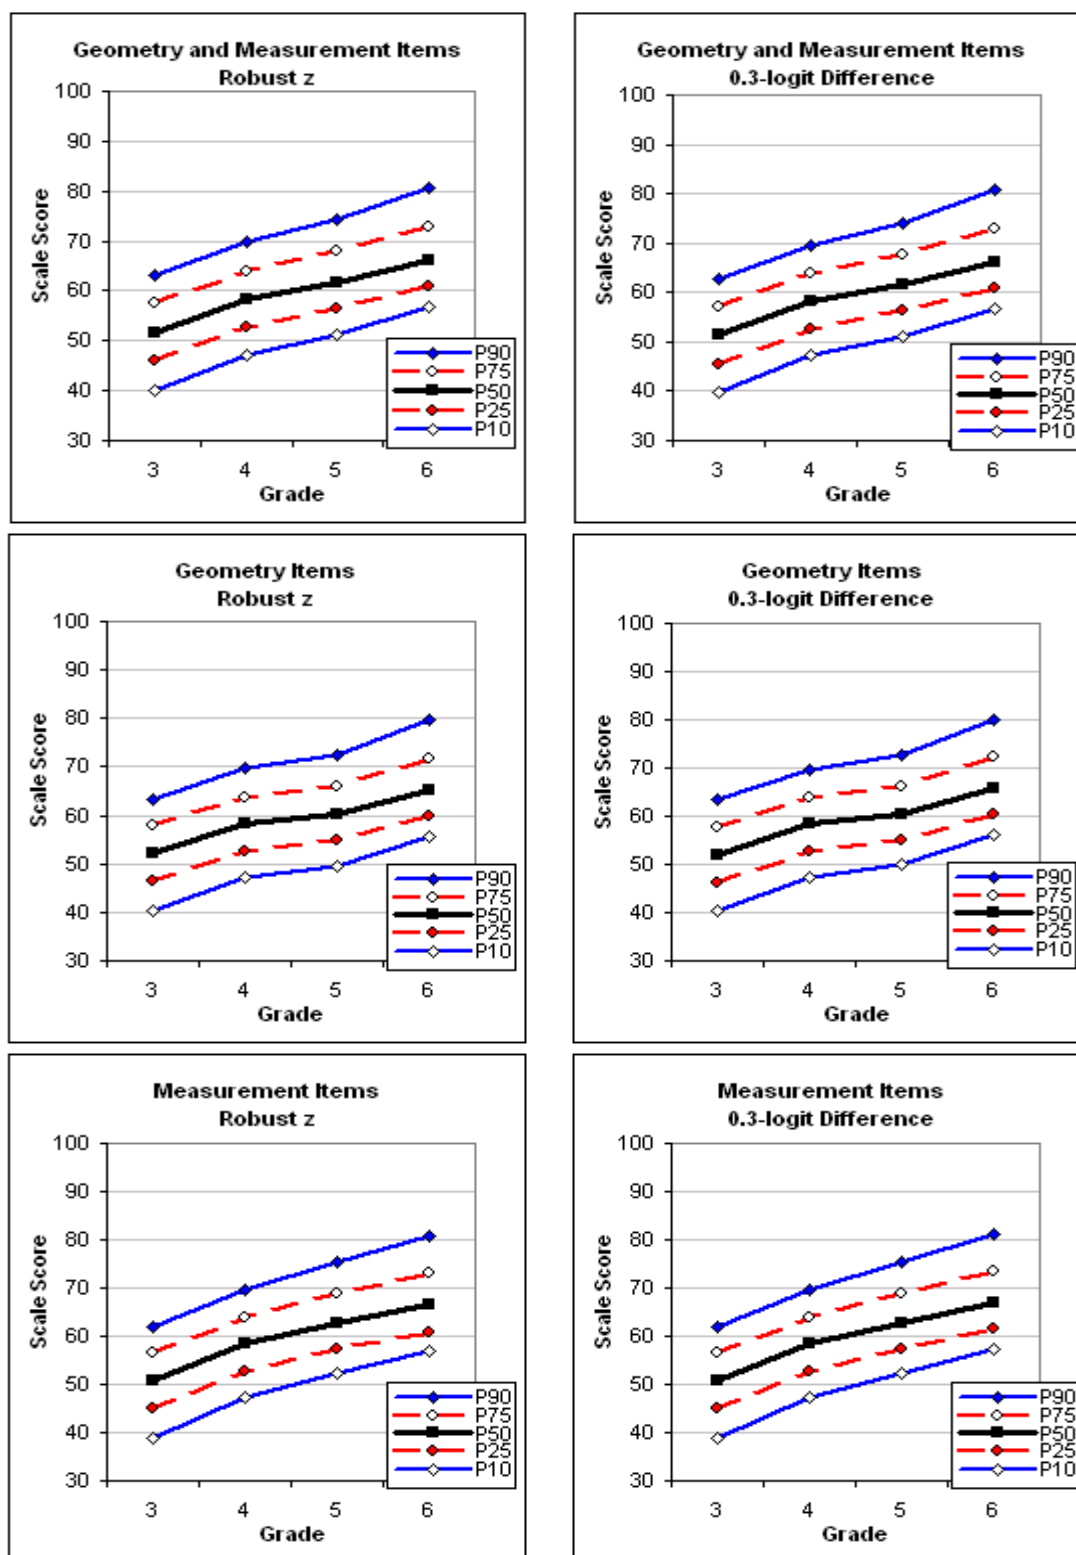 Geometry and Measurement Items
Robust z
100
90
80
70
60
50
40
30
Scale Score
3 4 5 6
Grade
P90
P75
P50
P25
P10
Geometry and Measurement Items
0.3-logit Difference
100
90
80
70
60
50
40
30
Scale Score
3 4 5 6
Grade
P90
P75
P50
P25
P10
Geometry Items
Robust z
100
90
80
70
60
50
40
30
Scale Score
3 4 5 6
Grade
P90
P75
P50
P25
P10
Geometry Items
0.3-logit Difference
100
90
80
70
60
50
40
30
Scale Score
3 4 5 6
Grade
P90
P75
P50
P25
P10
Measurement Items
Robust z
100
90
80
70
60
50
40
30
Scale Score
3 4 5 6
Grade
P90
P75
P50
P25
P10
Measurement Items
0.3-logit Difference
100
90
80
70
60
50
40
30
Scale Score
3 4 5 6
Grade
P90
P75
P50
P25
P10